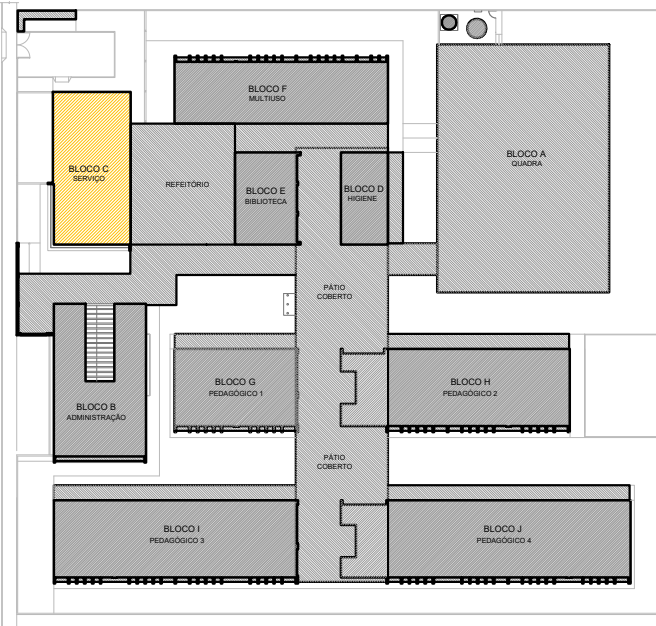 BLOCO F
MULTIUSO
BLOCO A
QUADRA
BLOCO C
SERVIÇO
REFEITÓRIO
BLOCO E
BIBLIOTECA
BLOCO D
HIGIENE
PÁTIO
COBERTO
BLOCO G
PEDAGÓGICO 1
BLOCO H
PEDAGÓGICO 2
BLOCO B
ADMINISTRAÇÃO
PÁTIO
COBERTO
BLOCO I
PEDAGÓGICO 3
BLOCO J
PEDAGÓGICO 4